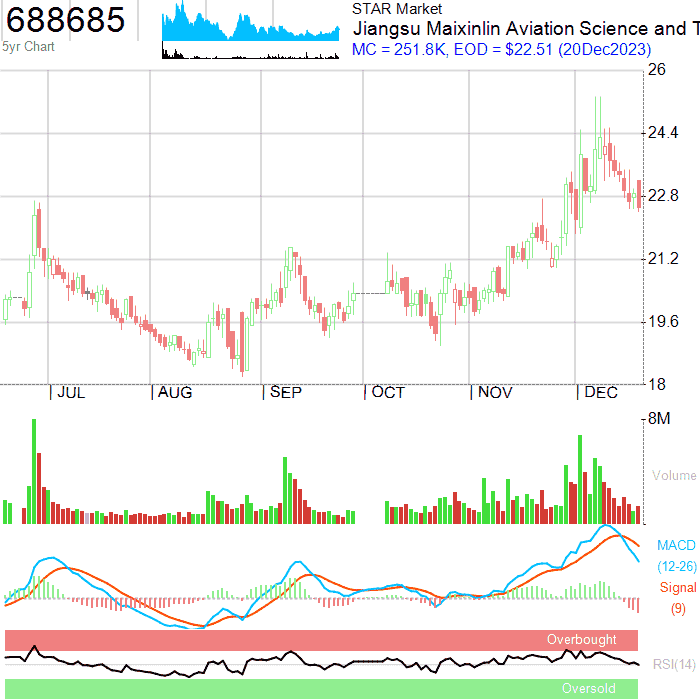 688685
5yr Chart
STAR Market
Jiangsu Maixinlin Aviation Science and T
MC = 251.8K, EOD = $22.51 (20Dec2023)
26
24.4
22.8
21.2
19.6
18
JUL AUG SEP OCT NOV DEC
8M
Volume
MACD
(12-26)
Signal
(9)
Overbought
RSI(14)
Oversold